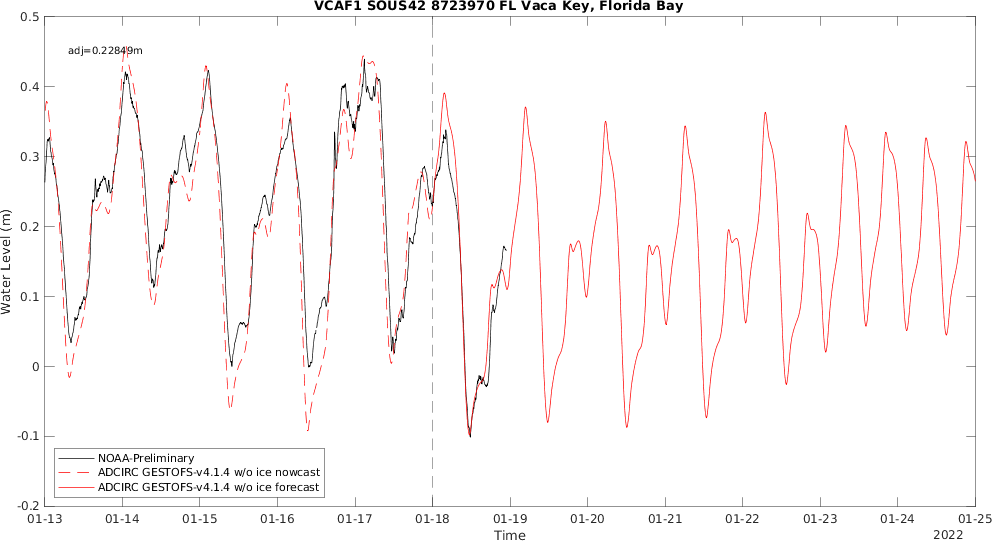 VCAF1 SOUS42 8723970 FL Vaca Key, Florida Bay
adj=0.22849m
0.5
0.4
0.3
0.2
0.1
0
-0.1
-0.2
Water Level (m)
NOAA-Preliminary
ADCIRC GESTOFS-v4.1.4 w/o ice nowcast
ADCIRC GESTOFS-v4.1.4 w/o ice forecast
01-13 01-14 01-15 01-16 01-17 01-18 01-19 01-20 01-21 01-22 01-23 01-24 01-25
Time
2022